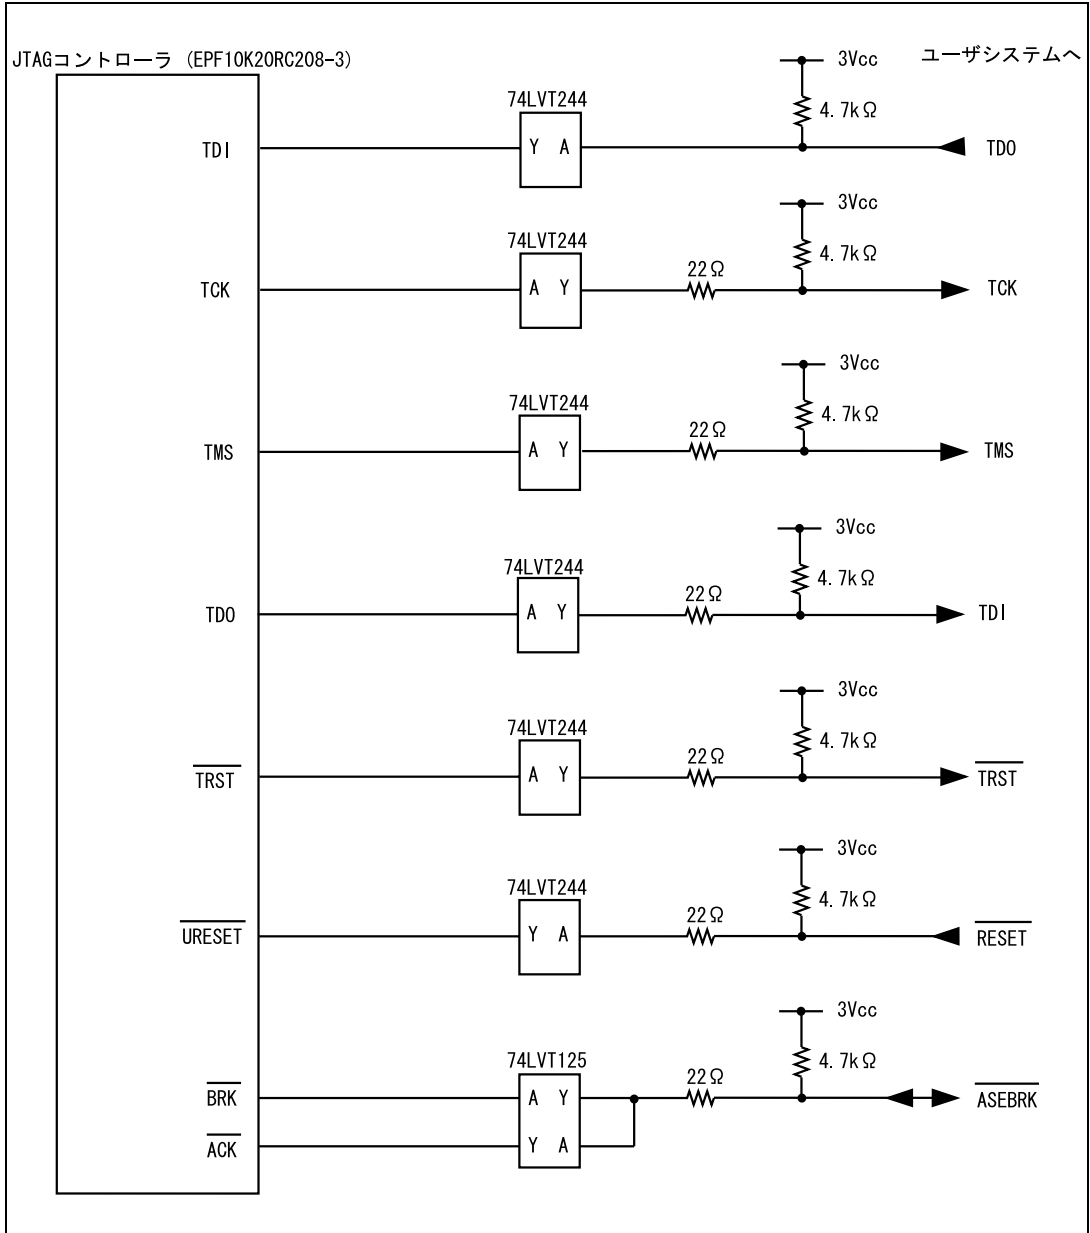 JTAGコントローラ (EPF10K20RC208-3)
ユーザシステムへ
3Vcc
4.7kΩ
74LVT244
TDI
Y A
TDO
3Vcc
4.7kΩ
74LVT244
22Ω
TCK
A Y
TCK
3Vcc
4.7kΩ
74LVT244
22Ω
TMS
A Y
TMS
3Vcc
4.7kΩ
74LVT244
22Ω
TDO
A Y
TDI
3Vcc
4.7kΩ
74LVT244
22Ω
TRST
A Y
TRST
3Vcc
4.7kΩ
74LVT244
22Ω
URESET
Y A
RESET
3Vcc
4.7kΩ
74LVT125
22Ω
BRK
A Y
ASEBRK
ACK
Y A